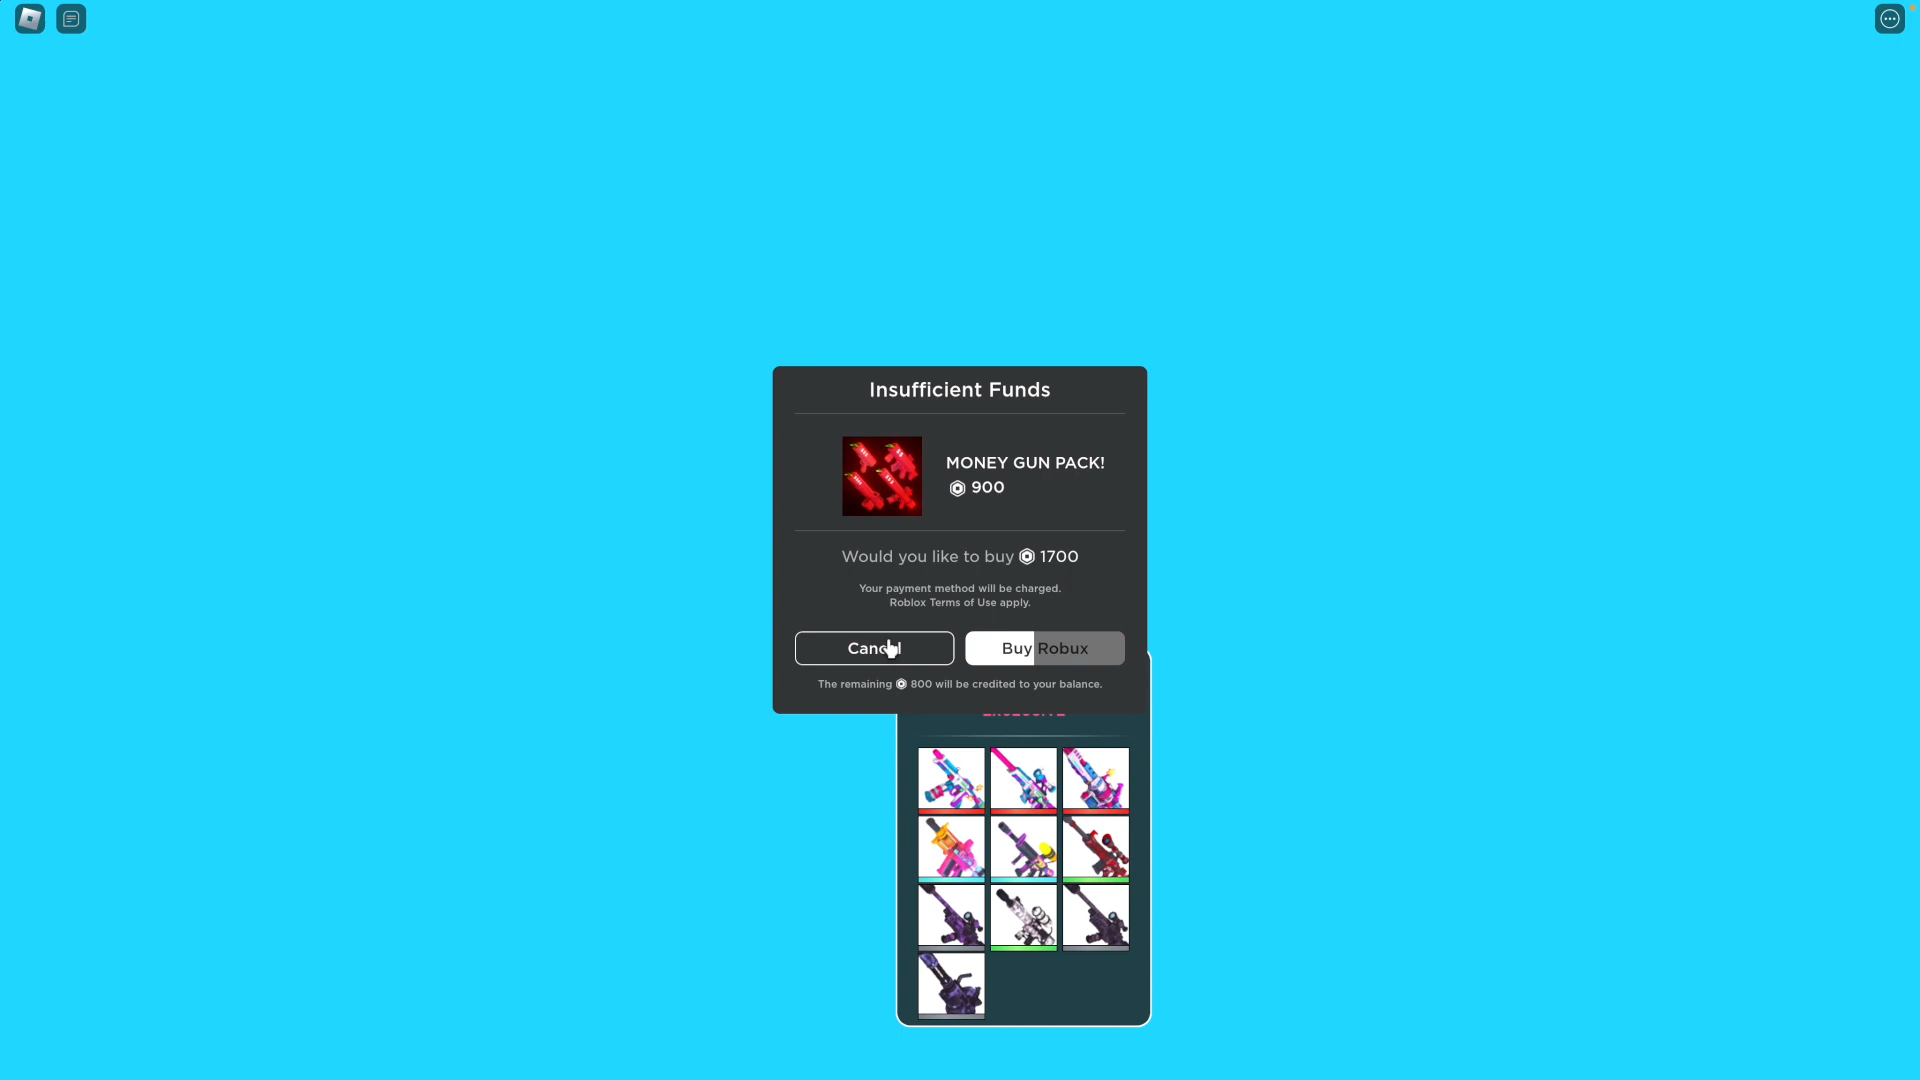 Insufficient Funds
MONEY GUN PACK!
900
Would you like to buy 1700
Your payment method will be charged.
Roblox Terms of Use apply.
Cancel
Buy Robux
The remaining 800 will be credited to your balance.